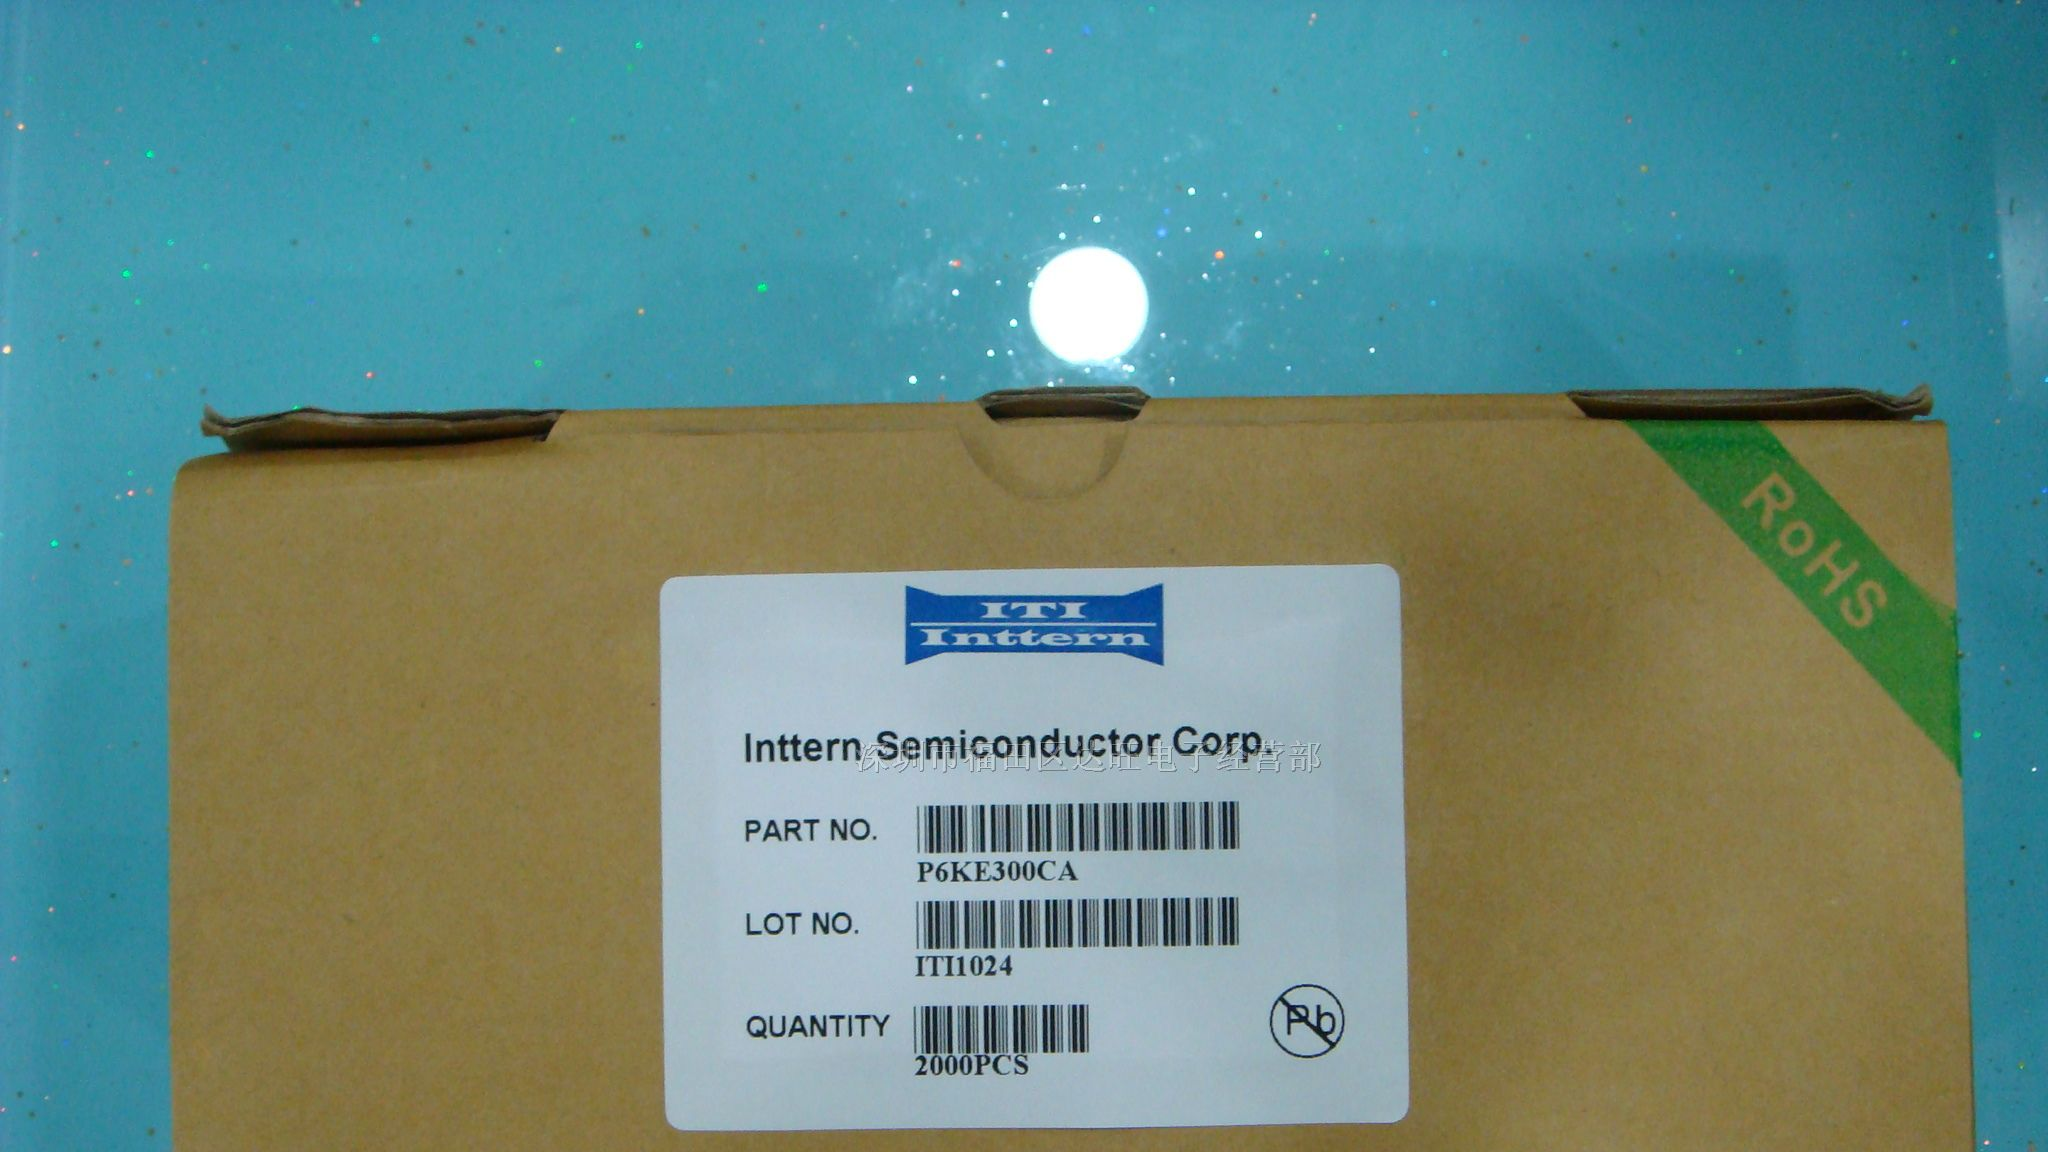 RoHS
ITI
Inttern
Inttern Semiconductor Corp.
深圳市福田区达旺电子经营部
PART NO.
P6KE300CA
LOT NO.
ITI1024
QUANTITY
2000PCS
Pb